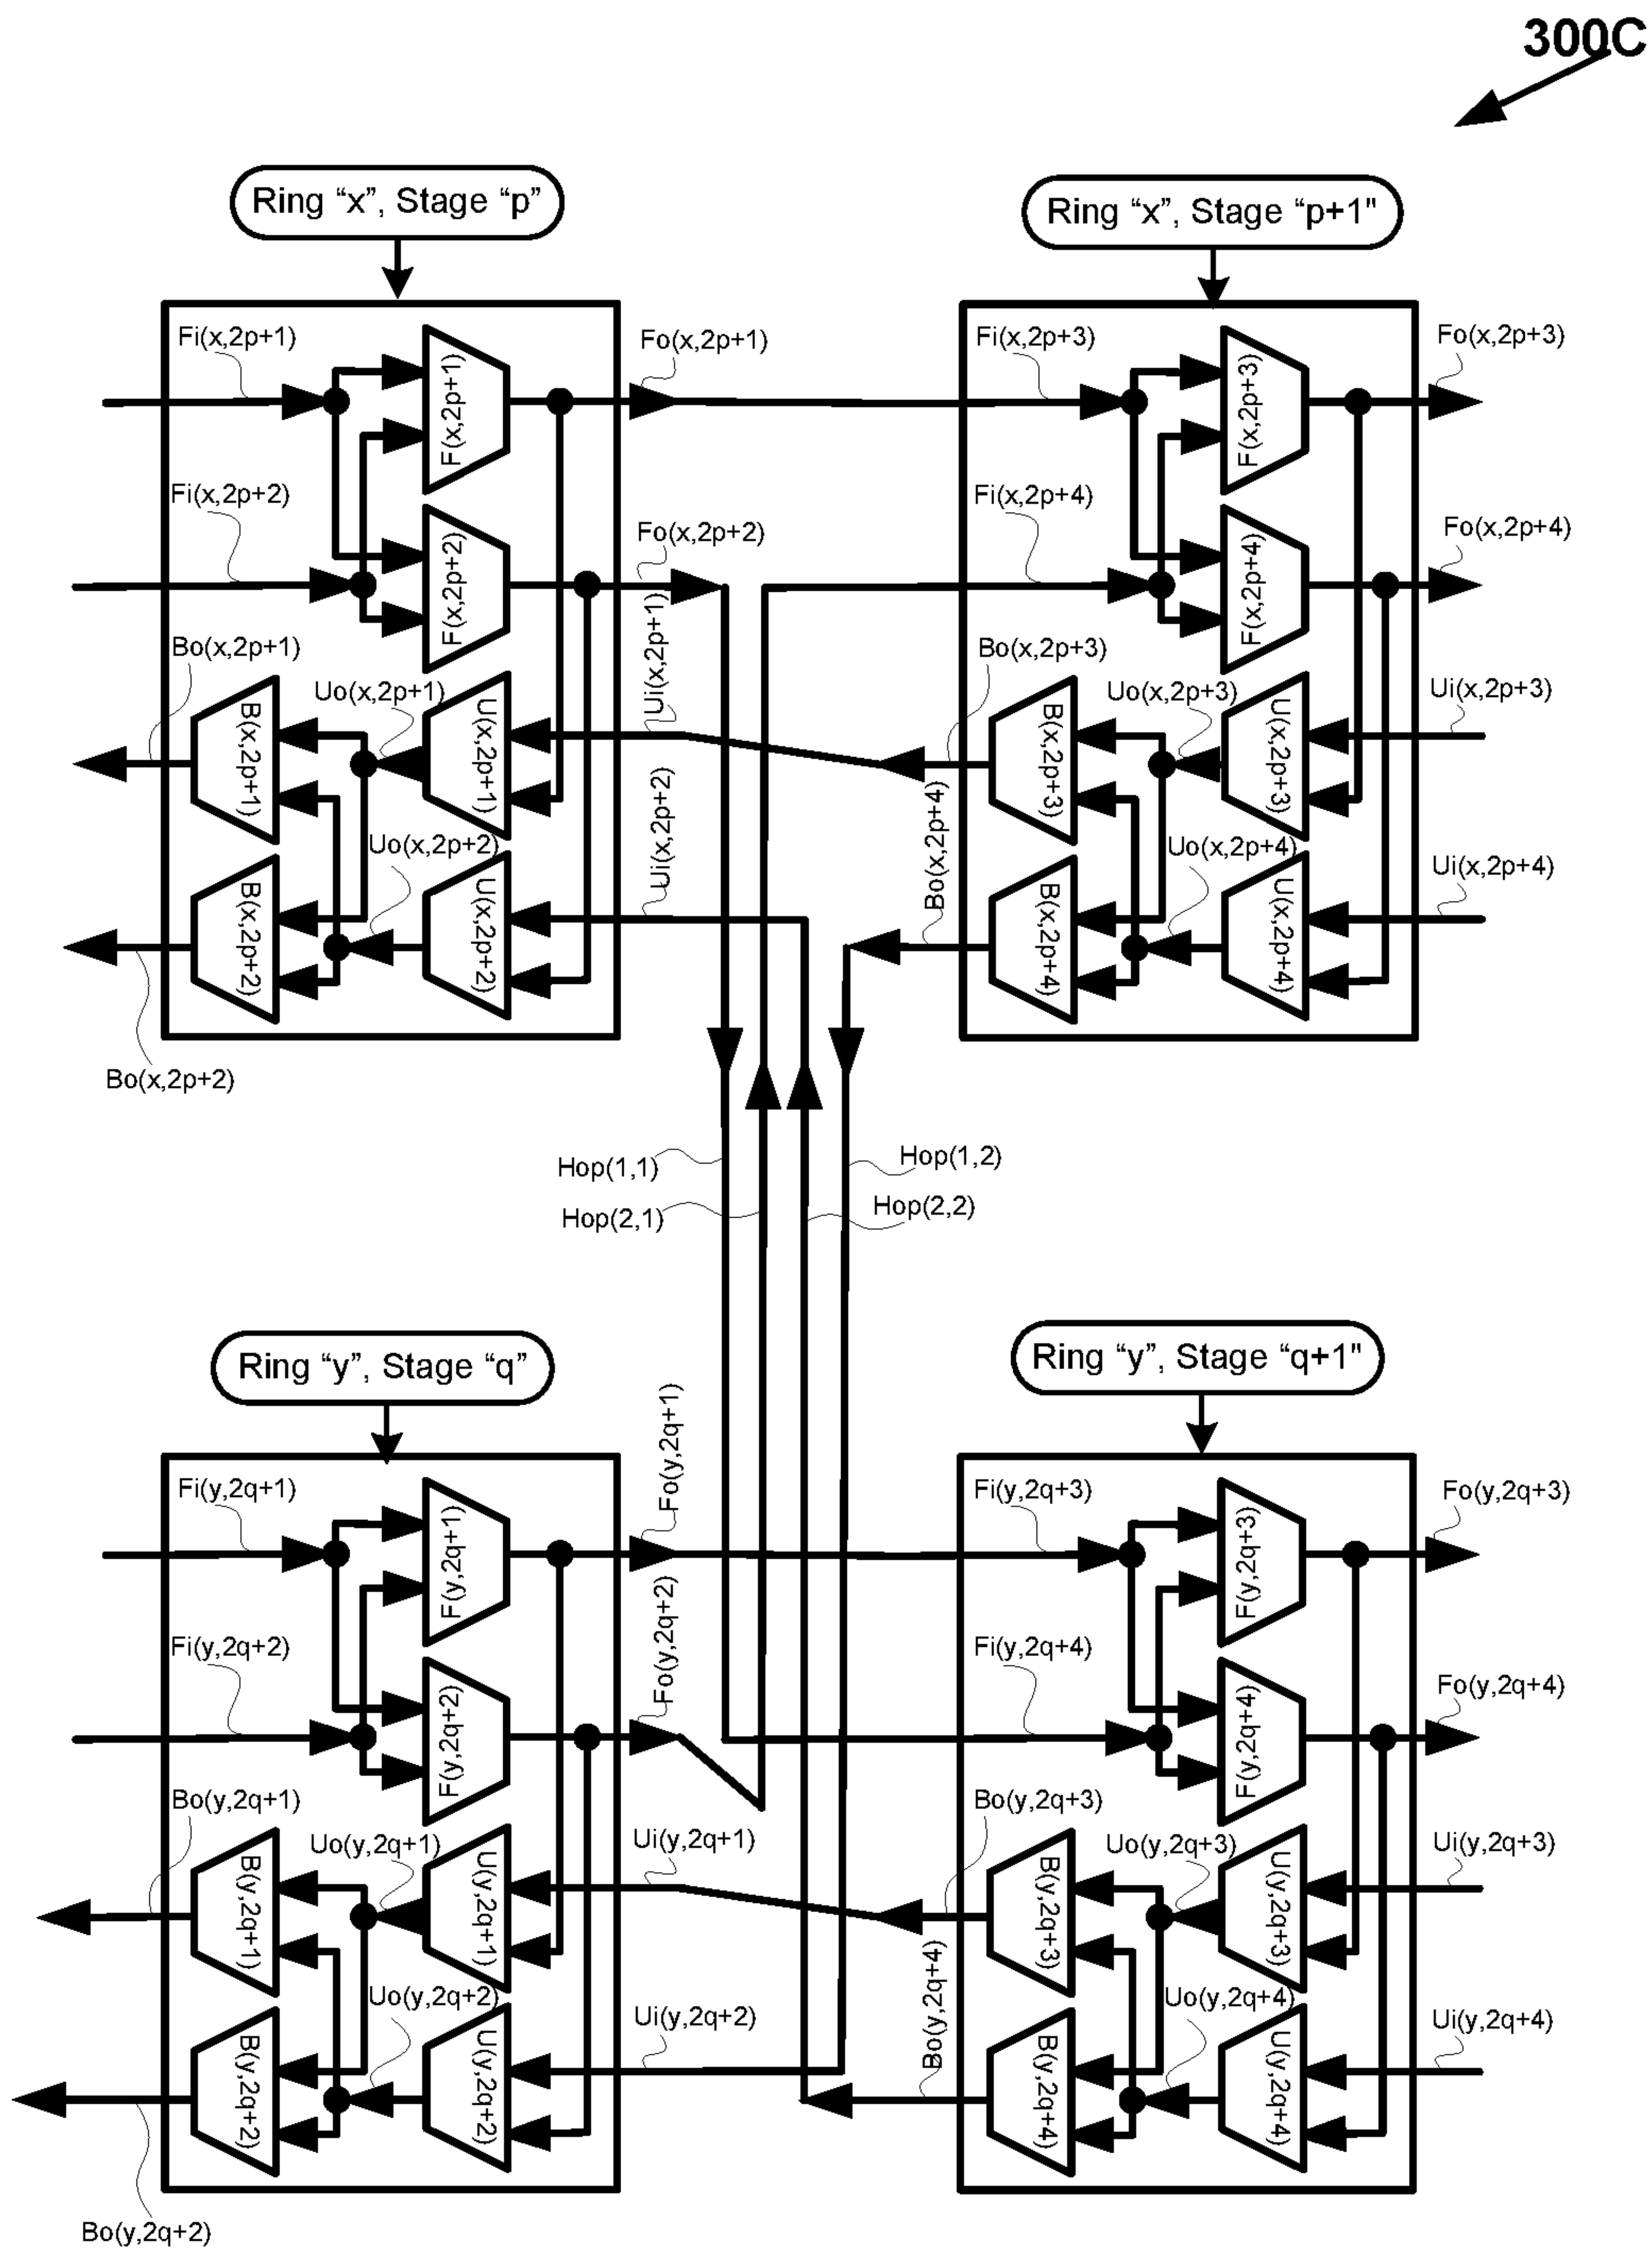 300C
Ring “x”, Stage “p”
Ring “x”, Stage “p+1"
Fi(x,2p+1)
F(x,2p+1)
Fo(x,2p+1)
Fi(x,2p+3)
F(x,2p+3)
Fo(x,2p+3)
Fi(x,2p+2)
F(x,2p+2)
Fo(x,2p+2)
Fi(x,2p+4)
F(x,2p+4)
Fo(x,2p+4)
Bo(x,2p+1)
B(x,2p+1)
Uo(x,2p+1)
U(x,2p+1)
Ui(x,2p+1)
Bo(x,2p+3)
B(x,2p+3)
Uo(x,2p+3)
U(x,2p+3)
Ui(x,2p+3)
Bo(x,2p+2)
B(x,2p+2)
Uo(x,2p+2)
U(x,2p+2)
Ui(x,2p+2)
Bo(x,2p+4)
B(x,2p+4)
Uo(x,2p+4)
U(x,2p+4)
Ui(x,2p+4)
Hop(1,1)
Hop(1,2)
Hop(2,1)
Hop(2,2)
Ring “y”, Stage “q”
Ring “y”, Stage “q+1"
Fi(y,2q+1)
F(y,2q+1)
Fo(y,2q+1)
Fi(y,2q+3)
F(y,2q+3)
Fo(y,2q+3)
Fi(y,2q+2)
F(y,2q+2)
Fo(y,2q+2)
Fi(y,2q+4)
F(y,2q+4)
Fo(y,2q+4)
Bo(y,2q+1)
B(y,2q+1)
Uo(y,2q+1)
U(y,2q+1)
Ui(y,2q+1)
Bo(y,2q+3)
B(y,2q+3)
Uo(y,2q+3)
U(y,2q+3)
Ui(y,2q+3)
Bo(y,2q+2)
B(y,2q+2)
Uo(y,2q+2)
U(y,2q+2)
Ui(y,2q+2)
Bo(y,2q+4)
B(y,2q+4)
Uo(y,2q+4)
U(y,2q+4)
Ui(y,2q+4)